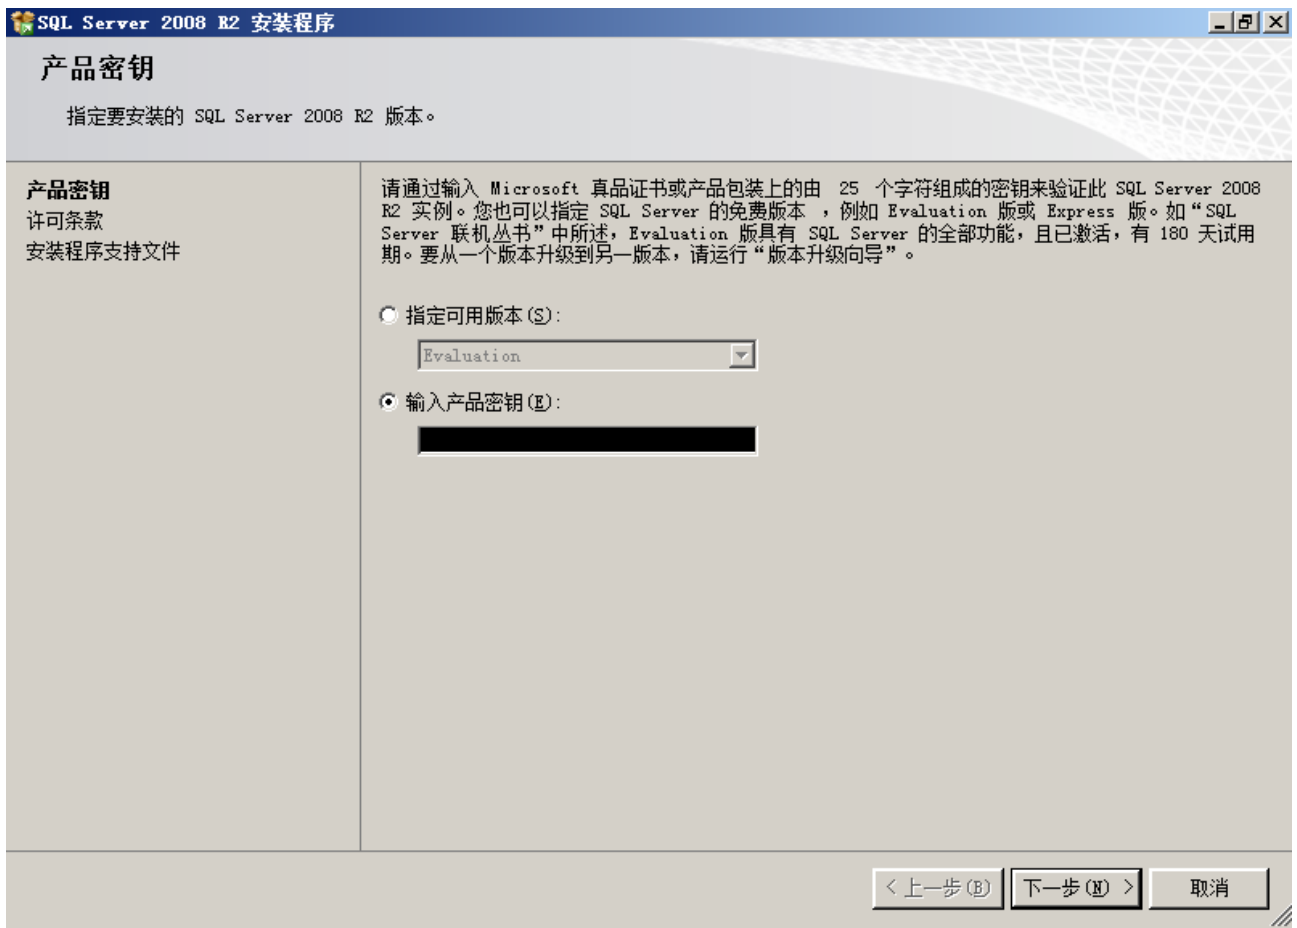 SQL Server 2008 R2 安装程序
产品密钥
指定要安装的 SQL Server 2008 R2 版本。
产品密钥
许可条款
安装程序支持文件
请通过输入 Microsoft 真品证书或产品包装上的由 25 个字符组成的密钥来验证此 SQL Server 2008
R2 实例。您也可以指定 SQL Server 的免费版本 ，例如 Evaluation 版或 Express 版。如“SQL
Server 联机丛书”中所述，Evaluation 版具有 SQL Server 的全部功能，且已激活，有 180 天试用
期。要从一个版本升级到另一版本，请运行“版本升级向导”。
指定可用版本(S):
Evaluation
输入产品密钥(E):
< 上一步(B)
下一步(N) >
取消